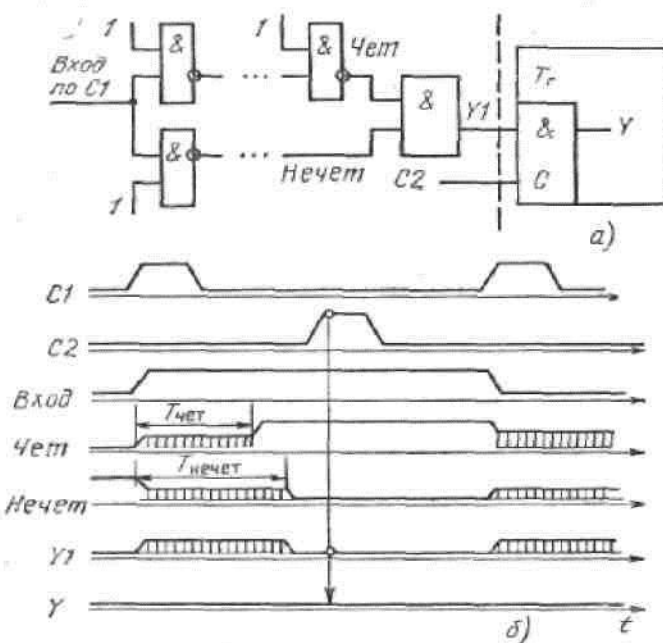 1
&
1
&
Чет
Вход
по C1
...
&
Y1
Tг
&
Y
&
...
Нечет
C2
C
1
а)
C1
C2
Вход
Tчет
Чет
Tнечет
Нечет
Y1
Y
б)
t